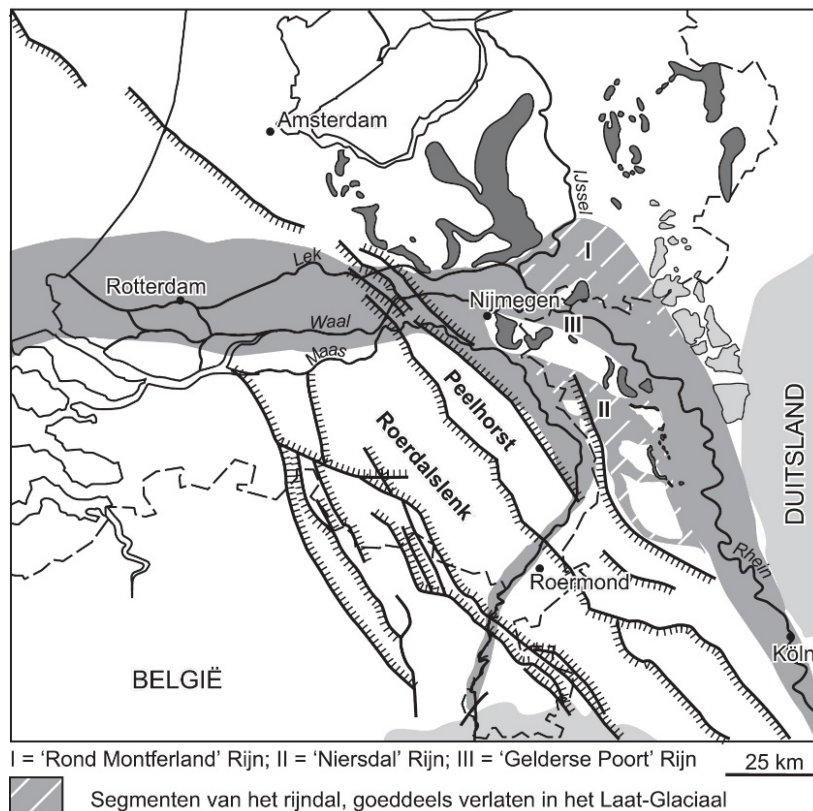 Amsterdam
IJssel
I
Lek
Rotterdam
Nijmegen
III
Waal
Maas
Peelhorst
II
DUITSLAND
Roerdalslenk
Rhein
Roermond
Köln
BELGIË
I = 'Rond Montferland' Rijn; II = 'Niersdal' Rijn; III = 'Gelderse Poort' Rijn
25 km
Segmenten van het rijndal, goeddeels verlaten in het Laat-Glaciaal